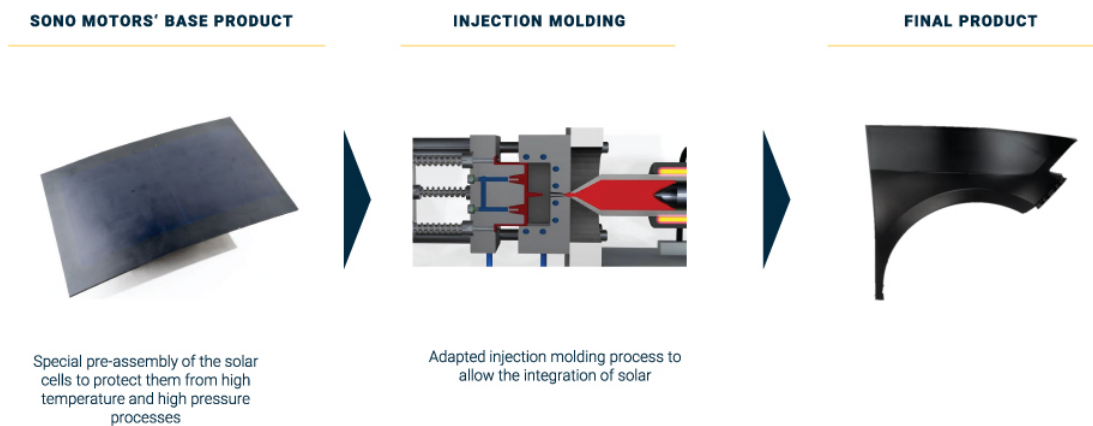 SONO MOTORS' BASE PRODUCT
INJECTION MOLDING
FINAL PRODUCT
Special pre-assembly of the solar
cells to protect them from high
temperature and high pressure
processes
Adapted injection molding process to
allow the integration of solar